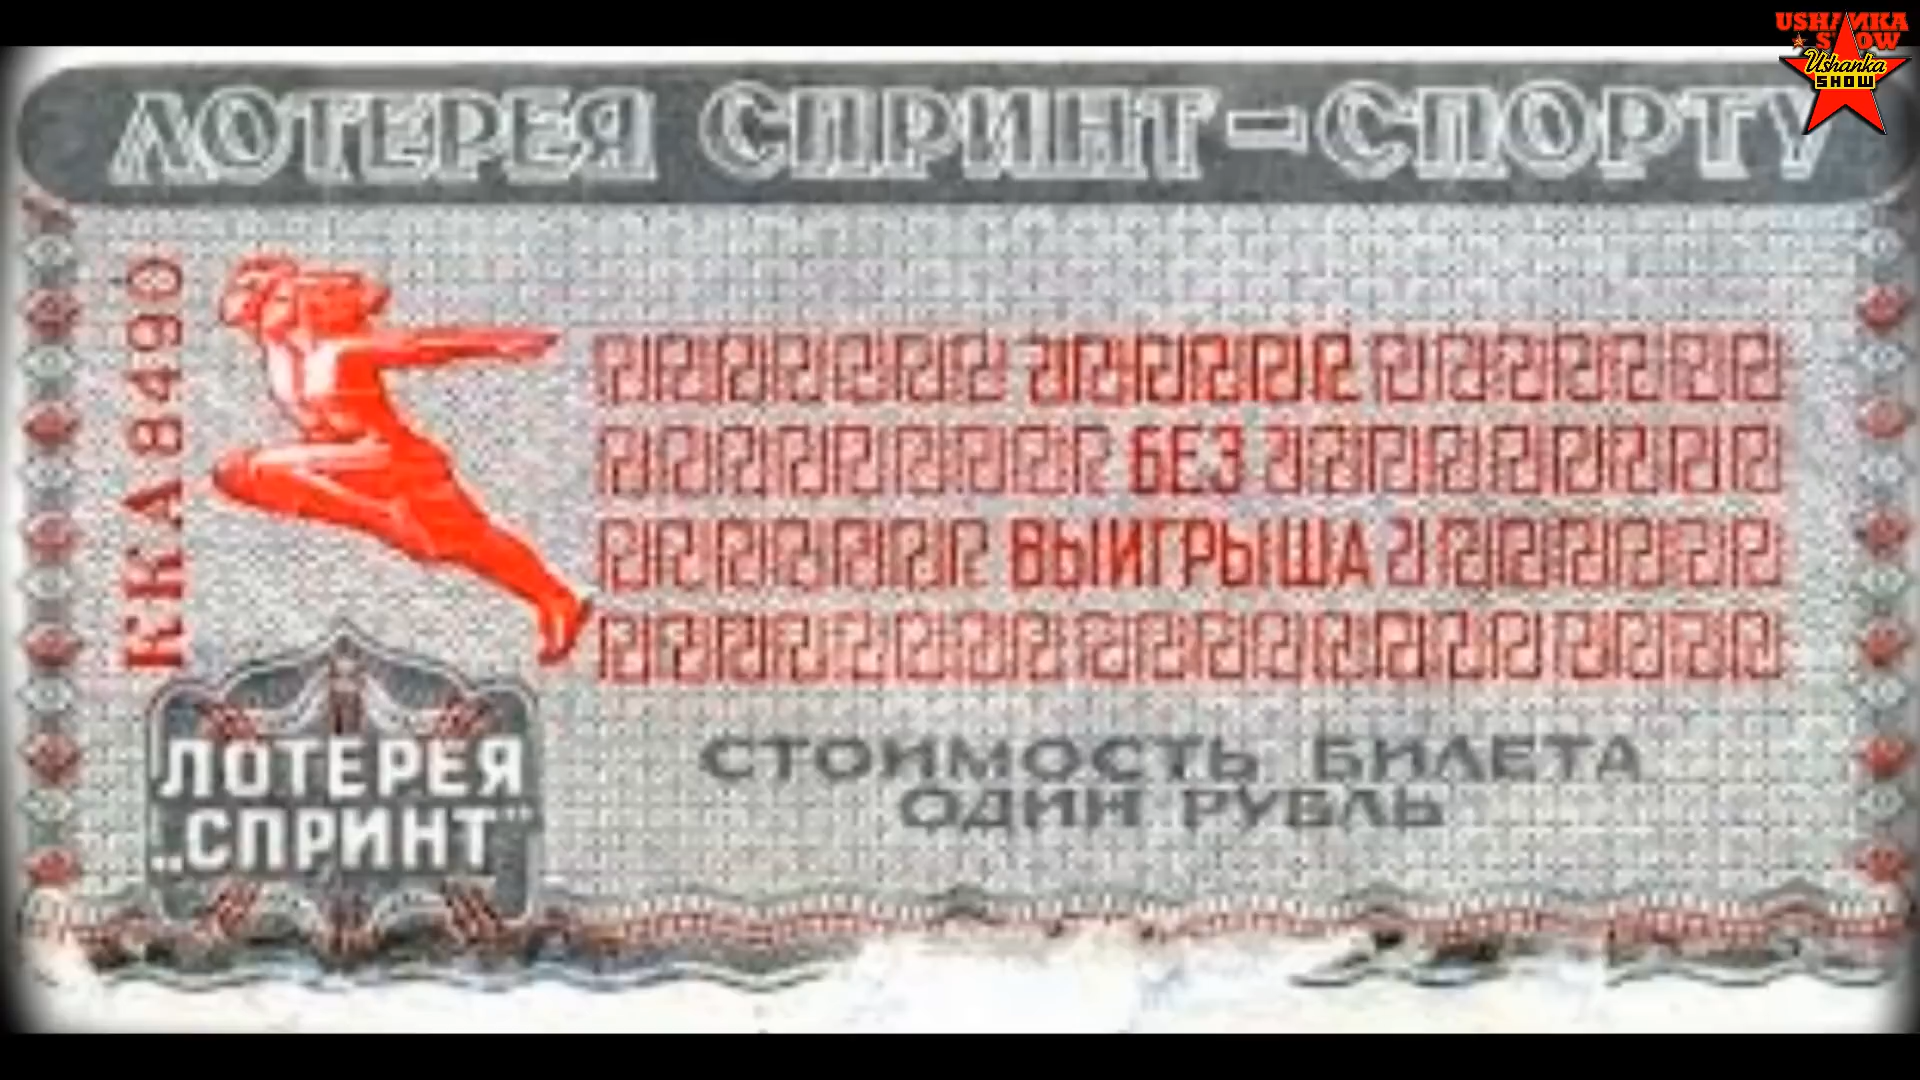 USHANKA
SHOW
Ushanka
SHOW
ЛОТЕРЕЯ СПРИНТ-СПОРТУ
ККА 8490
БЕЗ
ВЫИГРЫША
ЛОТЕРЕЯ
„СПРИНТ"
СТОИМОСТЬ БИЛЕТА
ОДИН РУБЛЬ